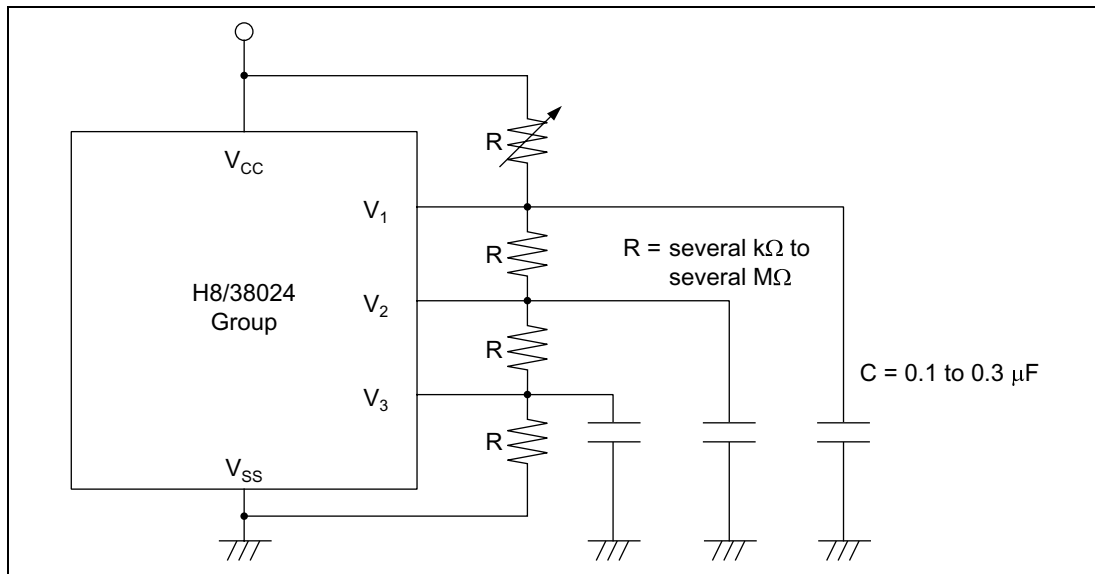 R
V_CC
V_1
R
R = several kΩ to
several MΩ
H8/38024
Group
V_2
R
C = 0.1 to 0.3 μF
V_3
R
V_SS